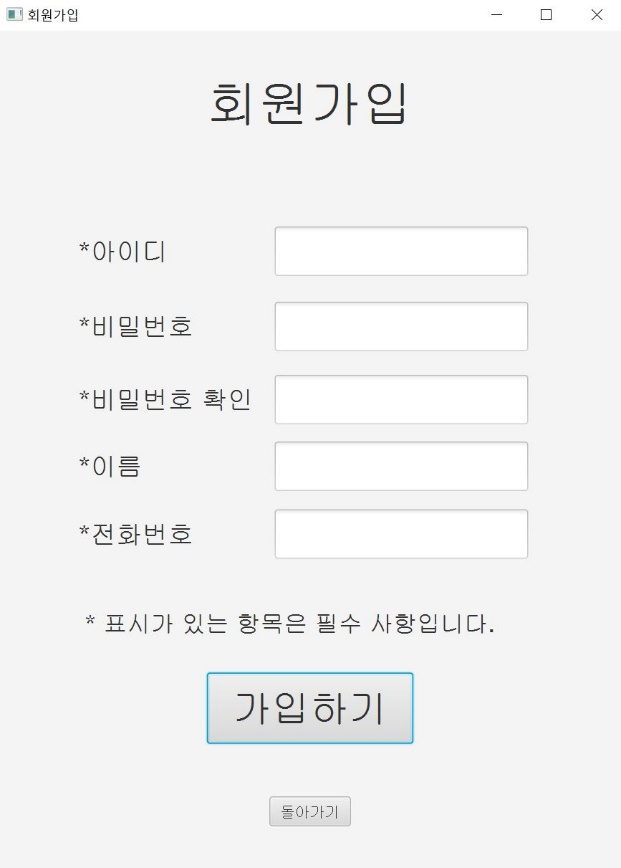 회원가입
회원가입
*아이디
*비밀번호
*비밀번호 확인
*이름
*전화번호
* 표시가 있는 항목은 필수 사항입니다.
가입하기
돌아가기